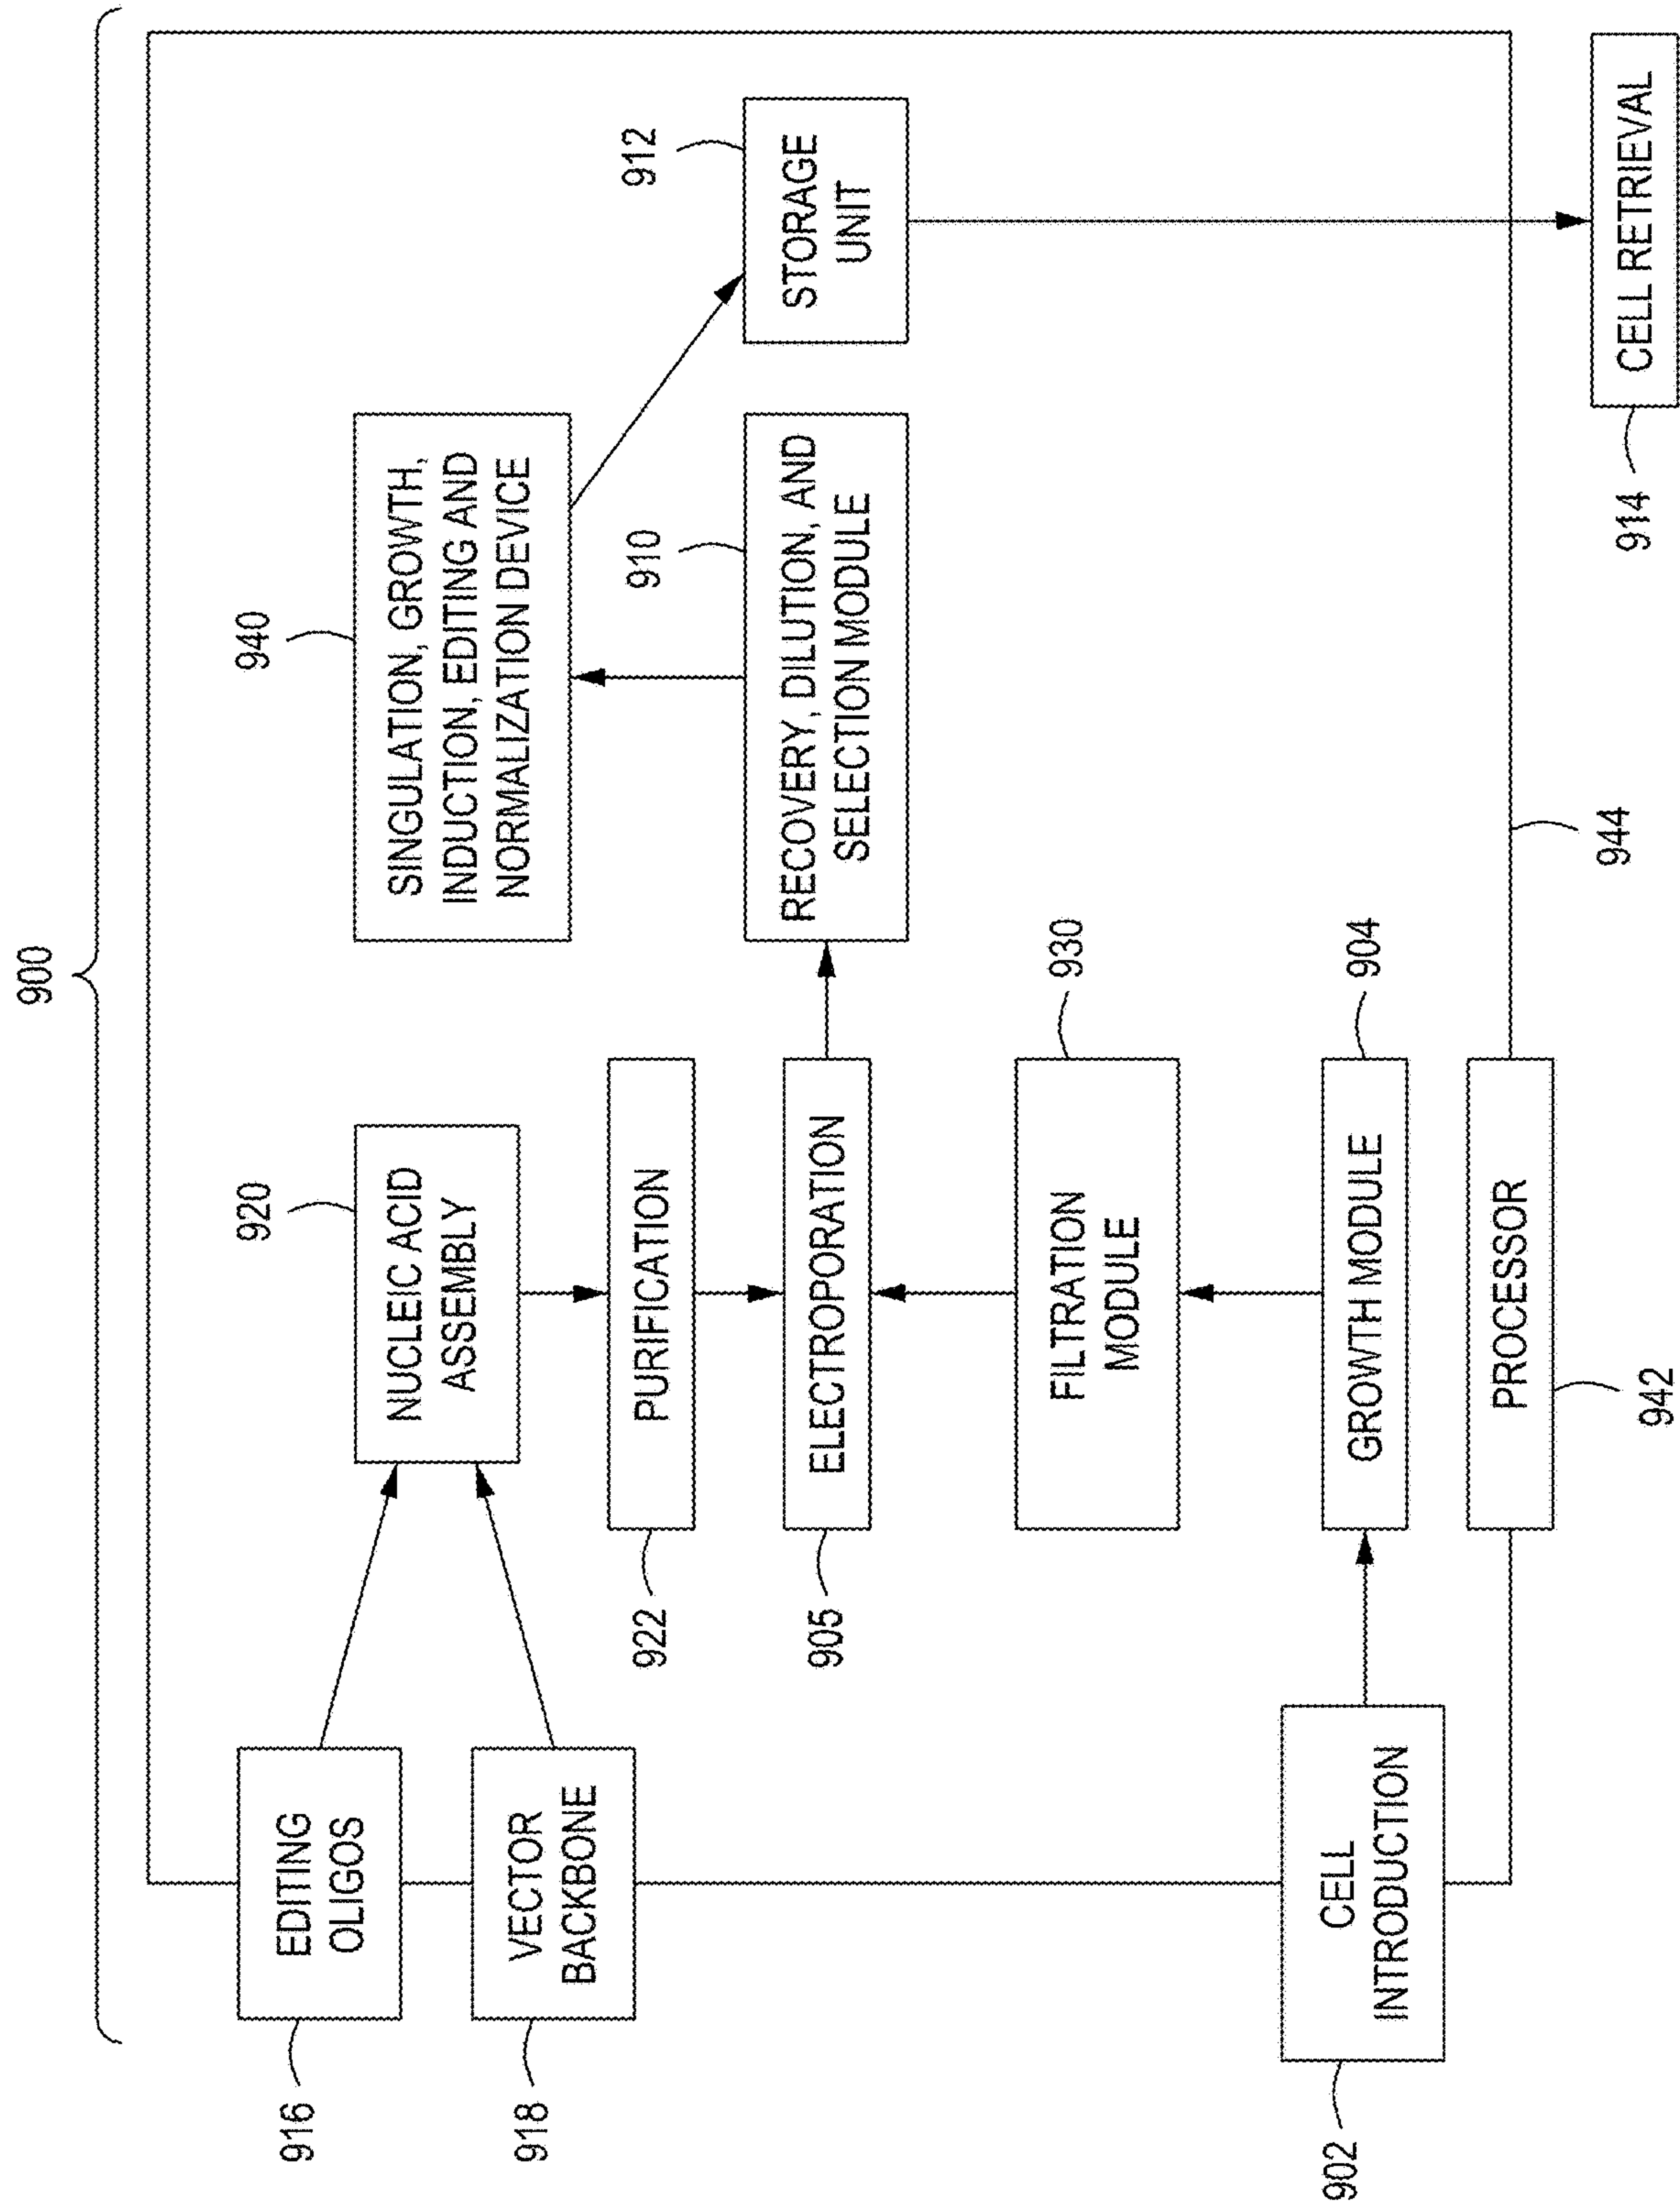 900
916
EDITING
OLIGOS
918
VECTOR
BACKBONE
920
NUCLEIC ACID
ASSEMBLY
922
PURIFICATION
905
ELECTROPORATION
930
FILTRATION
MODULE
904
GROWTH MODULE
902
CELL
INTRODUCTION
942
PROCESSOR
944
940
SINGULATION, GROWTH,
INDUCTION, EDITING AND
NORMALIZATION DEVICE
910
RECOVERY, DILUTION, AND
SELECTION MODULE
912
STORAGE
UNIT
914
CELL RETRIEVAL